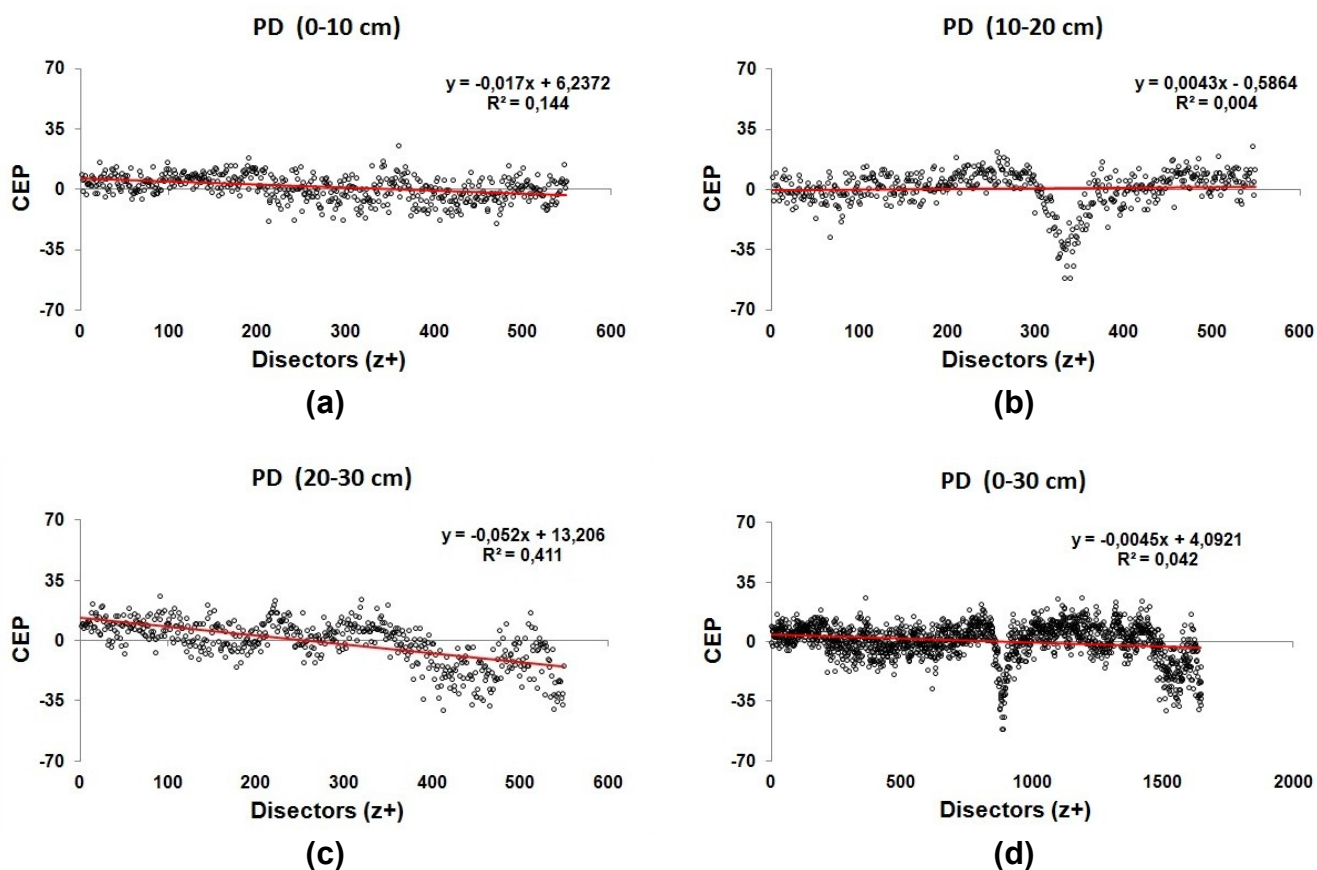 PD (0-10 cm)
70
35
0
-35
-70
CEP
y = -0,017x + 6,2372
R² = 0,144
0 100 200 300 400 500 600
Disectors (z+)
(a)
PD (10-20 cm)
70
35
0
-35
-70
CEP
y = 0,0043x - 0,5864
R² = 0,004
0 100 200 300 400 500 600
Disectors (z+)
(b)
PD (20-30 cm)
70
35
0
-35
-70
CEP
y = -0,052x + 13,206
R² = 0,411
0 100 200 300 400 500 600
Disectors (z+)
(c)
PD (0-30 cm)
70
35
0
-35
-70
CEP
y = -0,0045x + 4,0921
R² = 0,042
0 500 1000 1500 2000
Disectors (z+)
(d)